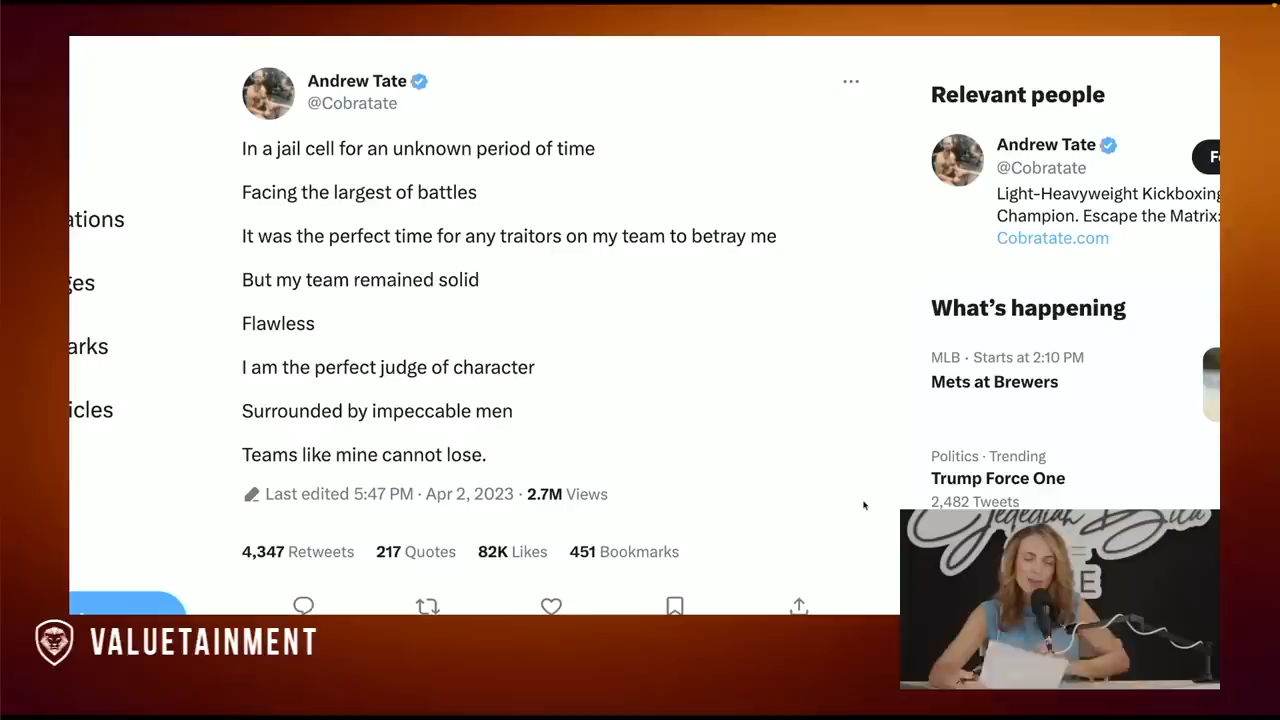 Andrew Tate
@Cobratate
In a jail cell for an unknown period of time
Facing the largest of battles
It was the perfect time for any traitors on my team to betray me
But my team remained solid
Flawless
I am the perfect judge of character
Surrounded by impeccable men
Teams like mine cannot lose.
Last edited 5:47 PM · Apr 2, 2023 · 2.7M Views
4,347 Retweets 217 Quotes 82K Likes 451 Bookmarks
ations
ges
arks
icles
Relevant people
Andrew Tate
@Cobratate
F
Light-Heavyweight Kickboxing
Champion. Escape the Matrix:
Cobratate.com
What’s happening
MLB · Starts at 2:10 PM
Mets at Brewers
Politics · Trending
Trump Force One
2,482 Tweets
Jedediah Bila
E
VALUETAINMENT